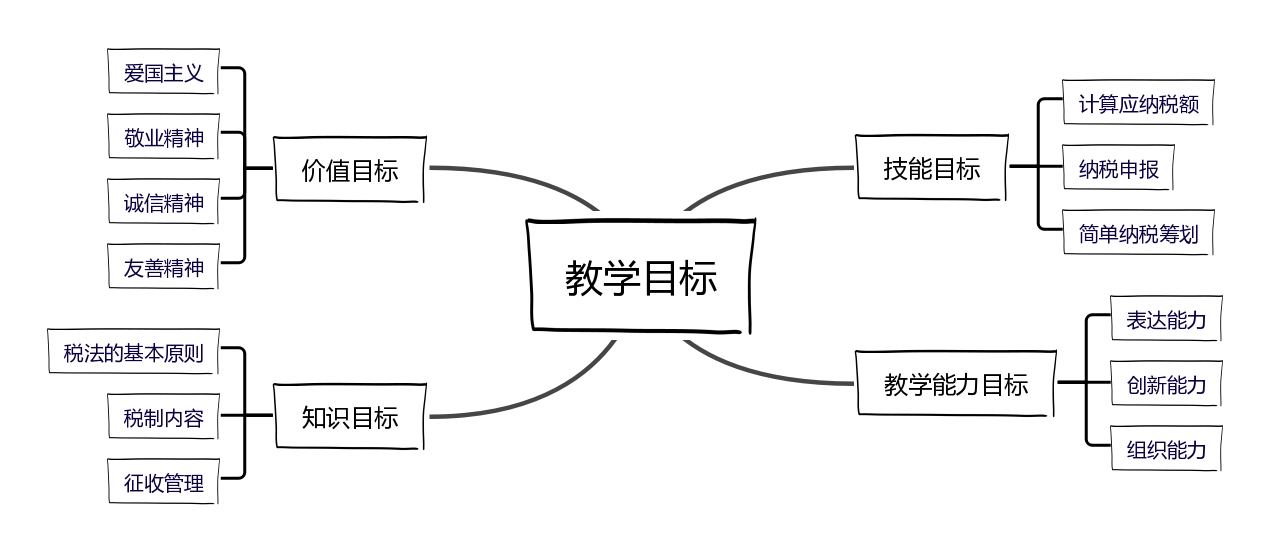 教学目标
价值目标
爱国主义
敬业精神
诚信精神
友善精神
知识目标
税法的基本原则
税制内容
征收管理
技能目标
计算应纳税额
纳税申报
简单纳税筹划
教学能力目标
表达能力
创新能力
组织能力